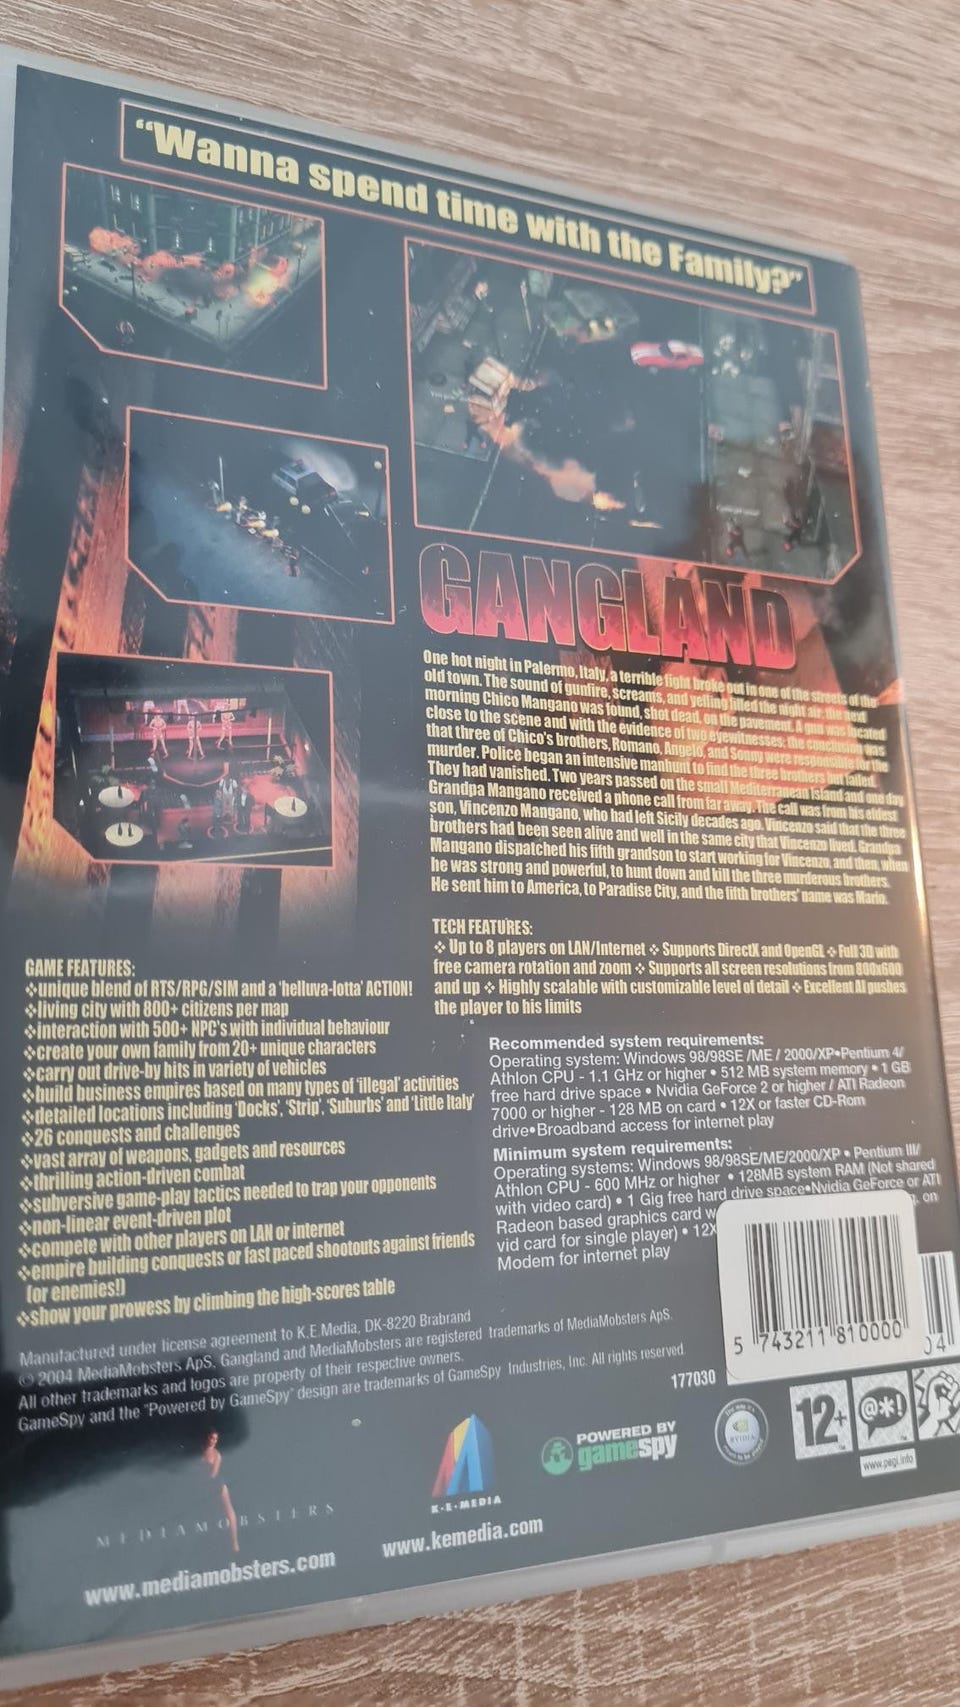 “Wanna spend time with the Family?”
GANGLAND
One hot night in Palermo, Italy, a terrible fight broke out in one of the streets of the
old town. The sound of gunfire, screams, and yelling filled the night air; the next
morning Chico Mangano was found, shot dead, on the pavement. A gun was located
close to the scene and with the evidence of two eyewitnesses; the conclusion was
that three of Chico's brothers, Romano, Angelo, and Sonny were responsible for the
murder. Police began an intensive manhunt to find the three brothers but failed.
They had vanished. Two years passed on the small Mediterranean island and one day
Grandpa Mangano received a phone call from far away. The call was from his eldest
son, Vincenzo Mangano, who had left Sicily decades ago. Vincenzo said that the three
brothers had been seen alive and well in the same city that Vincenzo lived. Grandpa
Mangano dispatched his fifth grandson to start working for Vincenzo, and then, when
he was strong and powerful, to hunt down and kill the three murderous brothers.
He sent him to America, to Paradise City, and the fifth brothers' name was Mario.
TECH FEATURES:
❖ Up to 8 players on LAN/Internet ❖ Supports DirectX and OpenGL ❖ Full 3D with
free camera rotation and zoom ❖ Supports all screen resolutions from 800x600
and up ❖ Highly scalable with customizable level of detail ❖ Excellent AI pushes
the player to his limits
GAME FEATURES:
❖unique blend of RTS/RPG/SIM and a 'helluva-lotta' ACTION!
❖living city with 800+ citizens per map
❖interaction with 500+ NPC's with individual behaviour
❖create your own family from 20+ unique characters
❖carry out drive-by hits in variety of vehicles
❖build business empires based on many types of 'illegal' activities
❖detailed locations including 'Docks', 'Strip', 'Suburbs' and 'Little Italy'
❖26 conquests and challenges
❖vast array of weapons, gadgets and resources
❖thrilling action-driven combat
❖subversive game-play tactics needed to trap your opponents
❖non-linear event-driven plot
❖compete with other players on LAN or internet
❖empire building conquests or fast paced shootouts against friends
(or enemies!)
❖show your prowess by climbing the high-scores table
Recommended system requirements:
Operating system: Windows 98/98SE /ME / 2000/XP•Pentium 4/
Athlon CPU - 1.1 GHz or higher • 512 MB system memory • 1 GB
free hard drive space • Nvidia GeForce 2 or higher / ATI Radeon
7000 or higher - 128 MB on card • 12X or faster CD-Rom
drive•Broadband access for internet play
Minimum system requirements:
Operating systems: Windows 98/98SE/ME/2000/XP • Pentium III/
Athlon CPU - 600 MHz or higher • 128MB system RAM (Not shared
with video card) • 1 Gig free hard drive space•Nvidia GeForce or ATI
Radeon based graphics card on
vid card for single player) • 12X
Modem for internet play
5 743211 810000
04
Manufactured under license agreement to K.E.Media, DK-8220 Brabrand
© 2004 MediaMobsters ApS, Gangland and MediaMobsters are registered trademarks of MediaMobsters ApS.
All other trademarks and logos are property of their respective owners.
GameSpy and the "Powered by GameSpy" design are trademarks of GameSpy Industries, Inc. All rights reserved
177030
MEDIAMOBSTERS
www.mediamobsters.com
K-E-MEDIA
www.kemedia.com
POWERED BY
gamespy
NVIDIA
12+
@*!
www.pegi.info